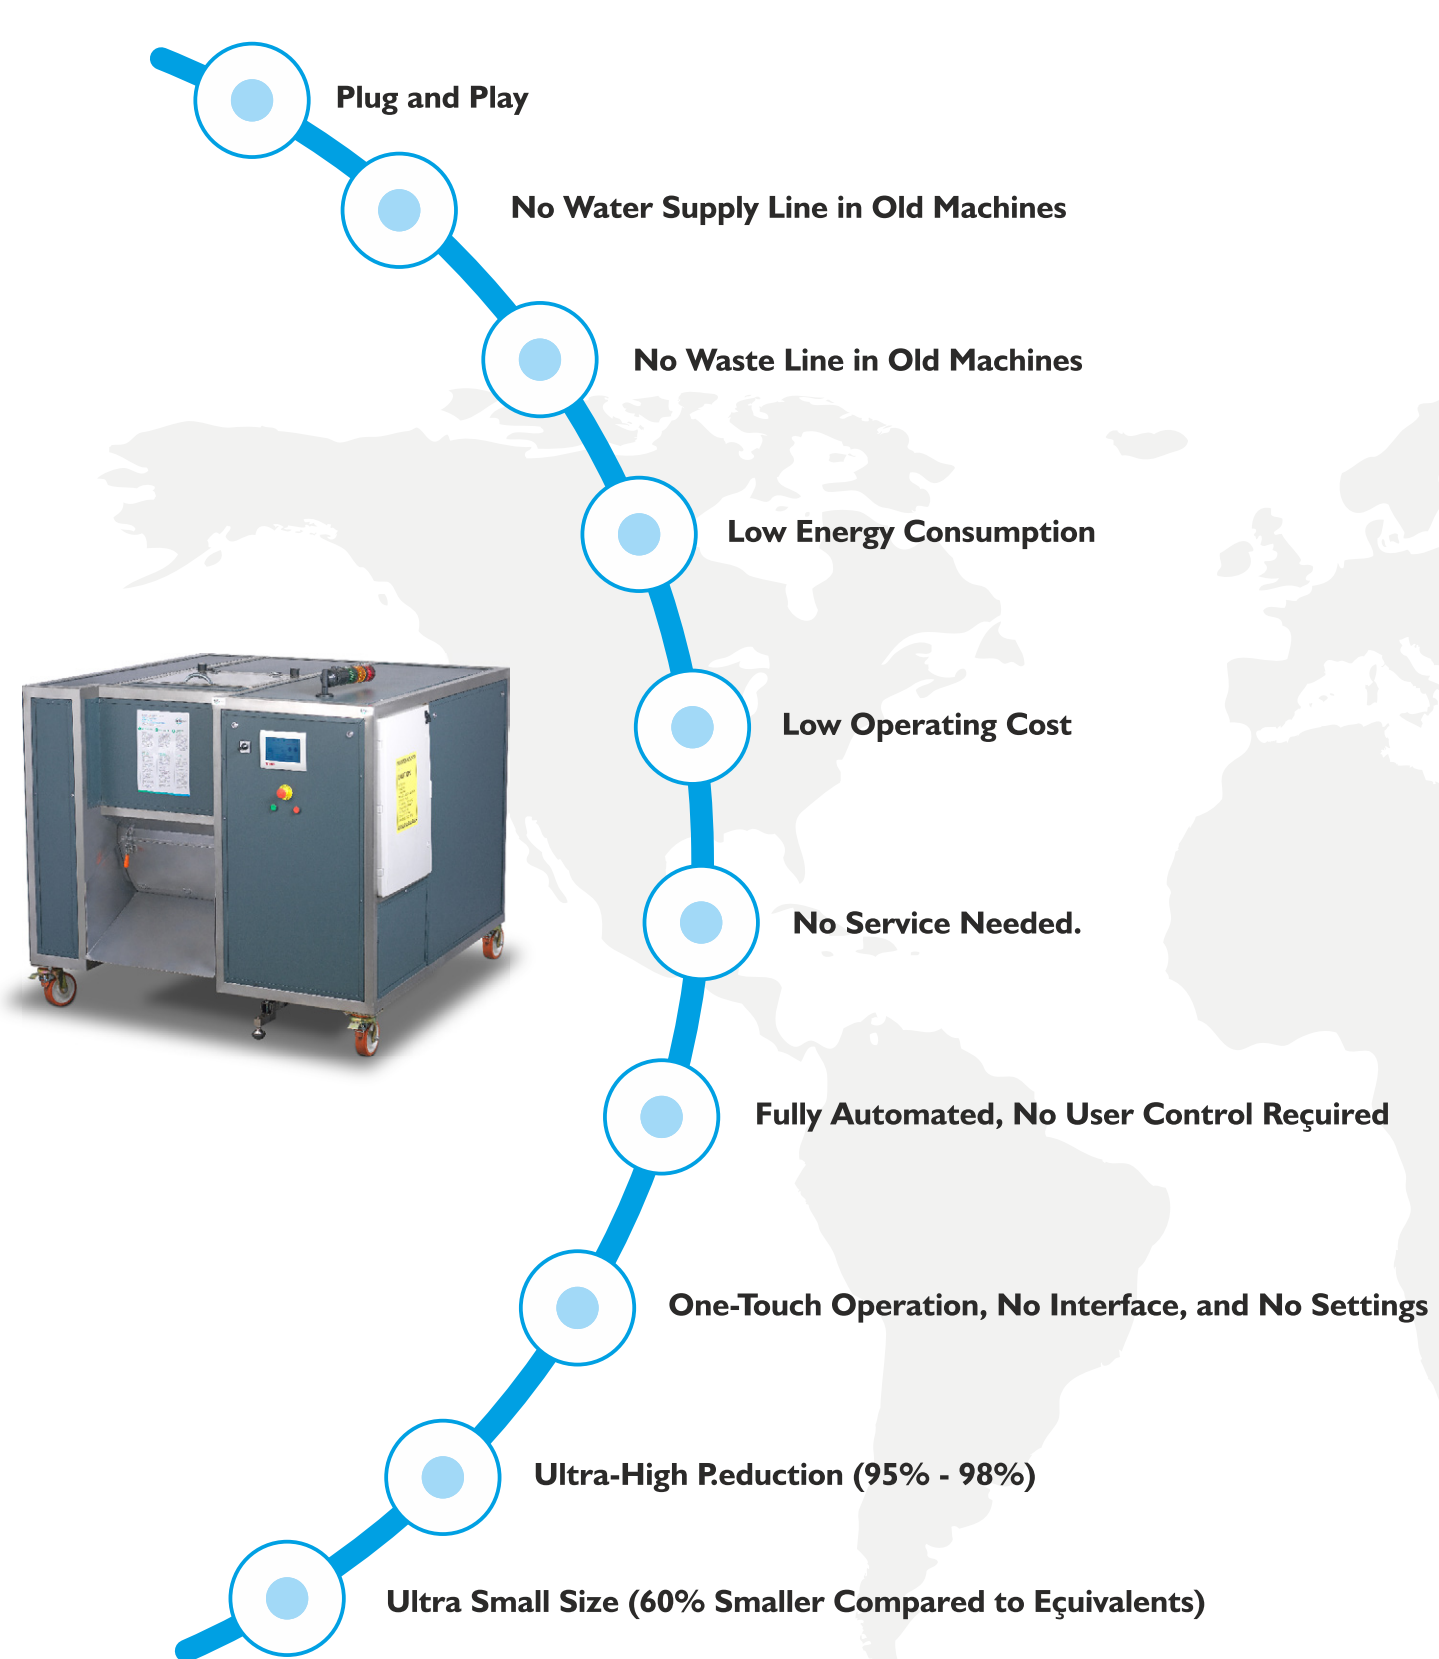 Plug and Play
No Water Supply Line in Old Machines
No Waste Line in Old Machines
Low Energy Consumption
Low Operating Cost
No Service Needed.
Fully Automated, No User Control Reçuired
One-Touch Operation, No Interface, and No Settings
Ultra-High P.eduction (95% - 98%)
Ultra Small Size (60% Smaller Compared to Eçuivalents)